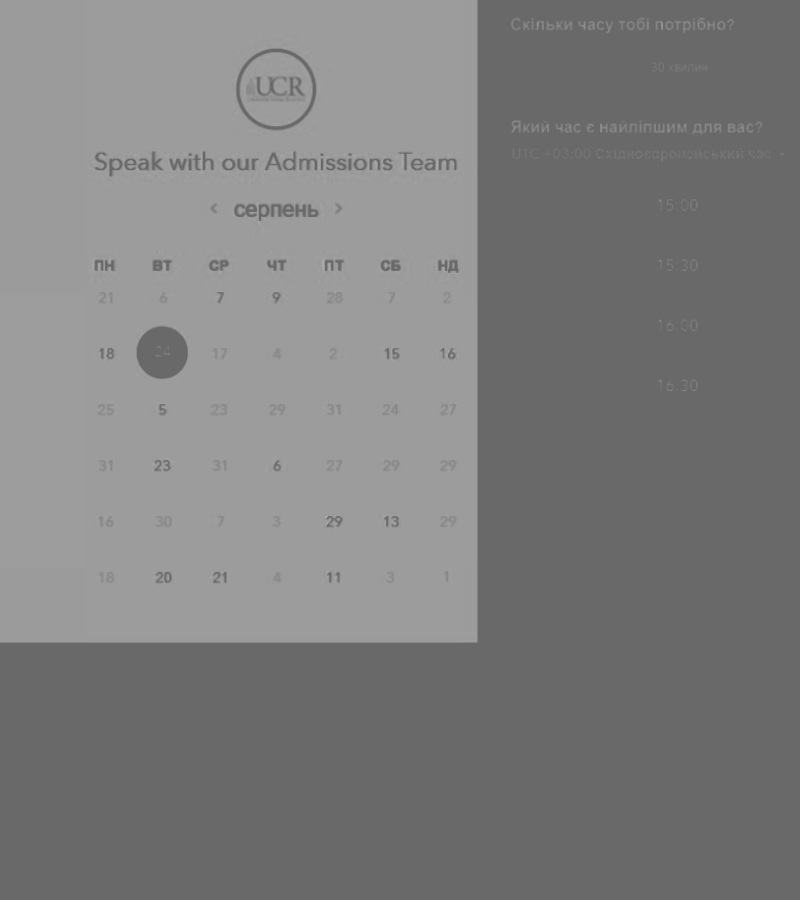 UCR
Speak with our Admissions Team
< серпень >
ПН ВТ СР ЧТ ПТ СБ НД
21 6 7 9 28 7 2
18 24 17 4 2 15 16
25 5 23 29 31 24 27
31 23 31 6 27 29 29
16 30 7 3 29 13 29
18 20 21 4 11 3 1
Скільки часу тобі потрібно?
30 хвилин
Який час є найліпшим для вас?
UTC +03:00 Східноєвропейський час
15:00
15:30
16:00
16:30